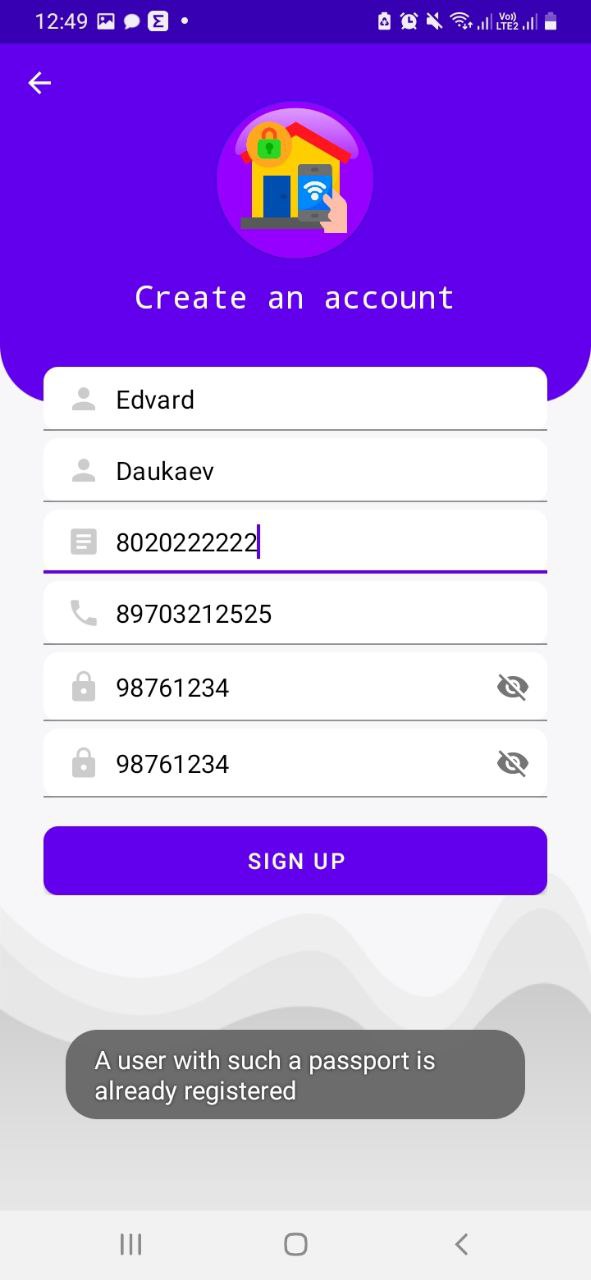 12:49
Vo))
LTE2
Create an account
Edvard
Daukaev
8020222222
89703212525
98761234
98761234
SIGN UP
A user with such a passport is
already registered